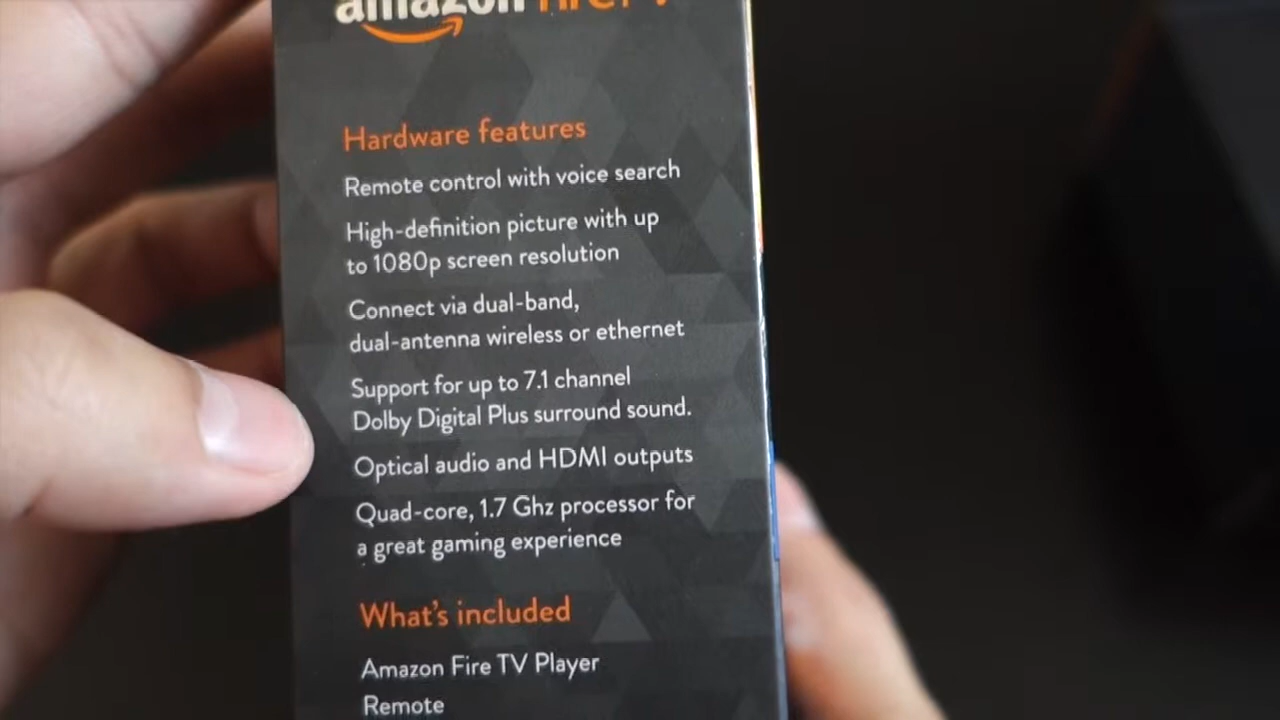 amazon fireTV
Hardware features
Remote control with voice search
High-definition picture with up
to 1080p screen resolution
Connect via dual-band,
dual-antenna wireless or ethernet
Support for up to 7.1 channel
Dolby Digital Plus surround sound.
Optical audio and HDMI outputs
Quad-core, 1.7 Ghz processor for
a great gaming experience
What's included
Amazon Fire TV Player
Remote